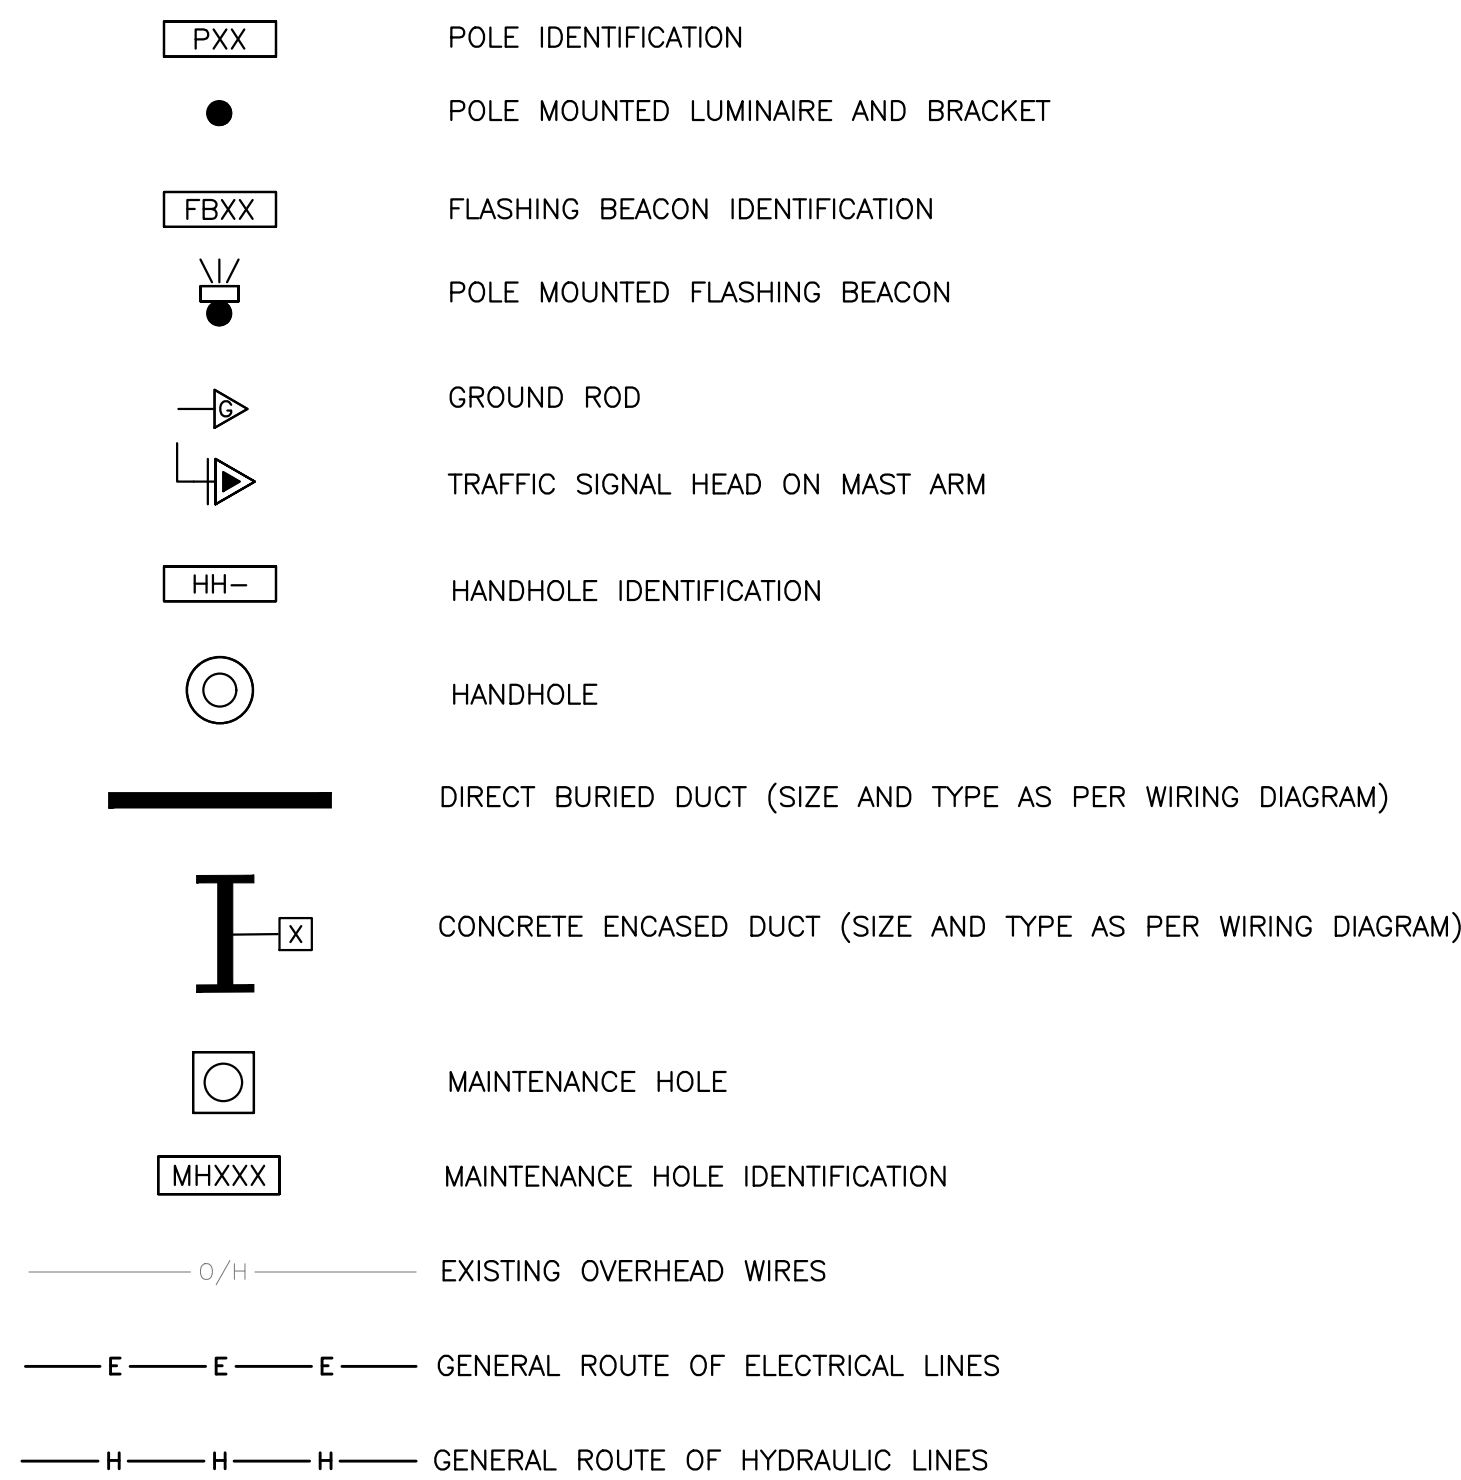 PXX POLE IDENTIFICATION
POLE MOUNTED LUMINAIRE AND BRACKET
FBXX FLASHING BEACON IDENTIFICATION
POLE MOUNTED FLASHING BEACON
G GROUND ROD
TRAFFIC SIGNAL HEAD ON MAST ARM
HH- HANDHOLE IDENTIFICATION
HANDHOLE
DIRECT BURIED DUCT (SIZE AND TYPE AS PER WIRING DIAGRAM)
X CONCRETE ENCASED DUCT (SIZE AND TYPE AS PER WIRING DIAGRAM)
MAINTENANCE HOLE
MHXXX MAINTENANCE HOLE IDENTIFICATION
O/H EXISTING OVERHEAD WIRES
E E E GENERAL ROUTE OF ELECTRICAL LINES
H H H GENERAL ROUTE OF HYDRAULIC LINES